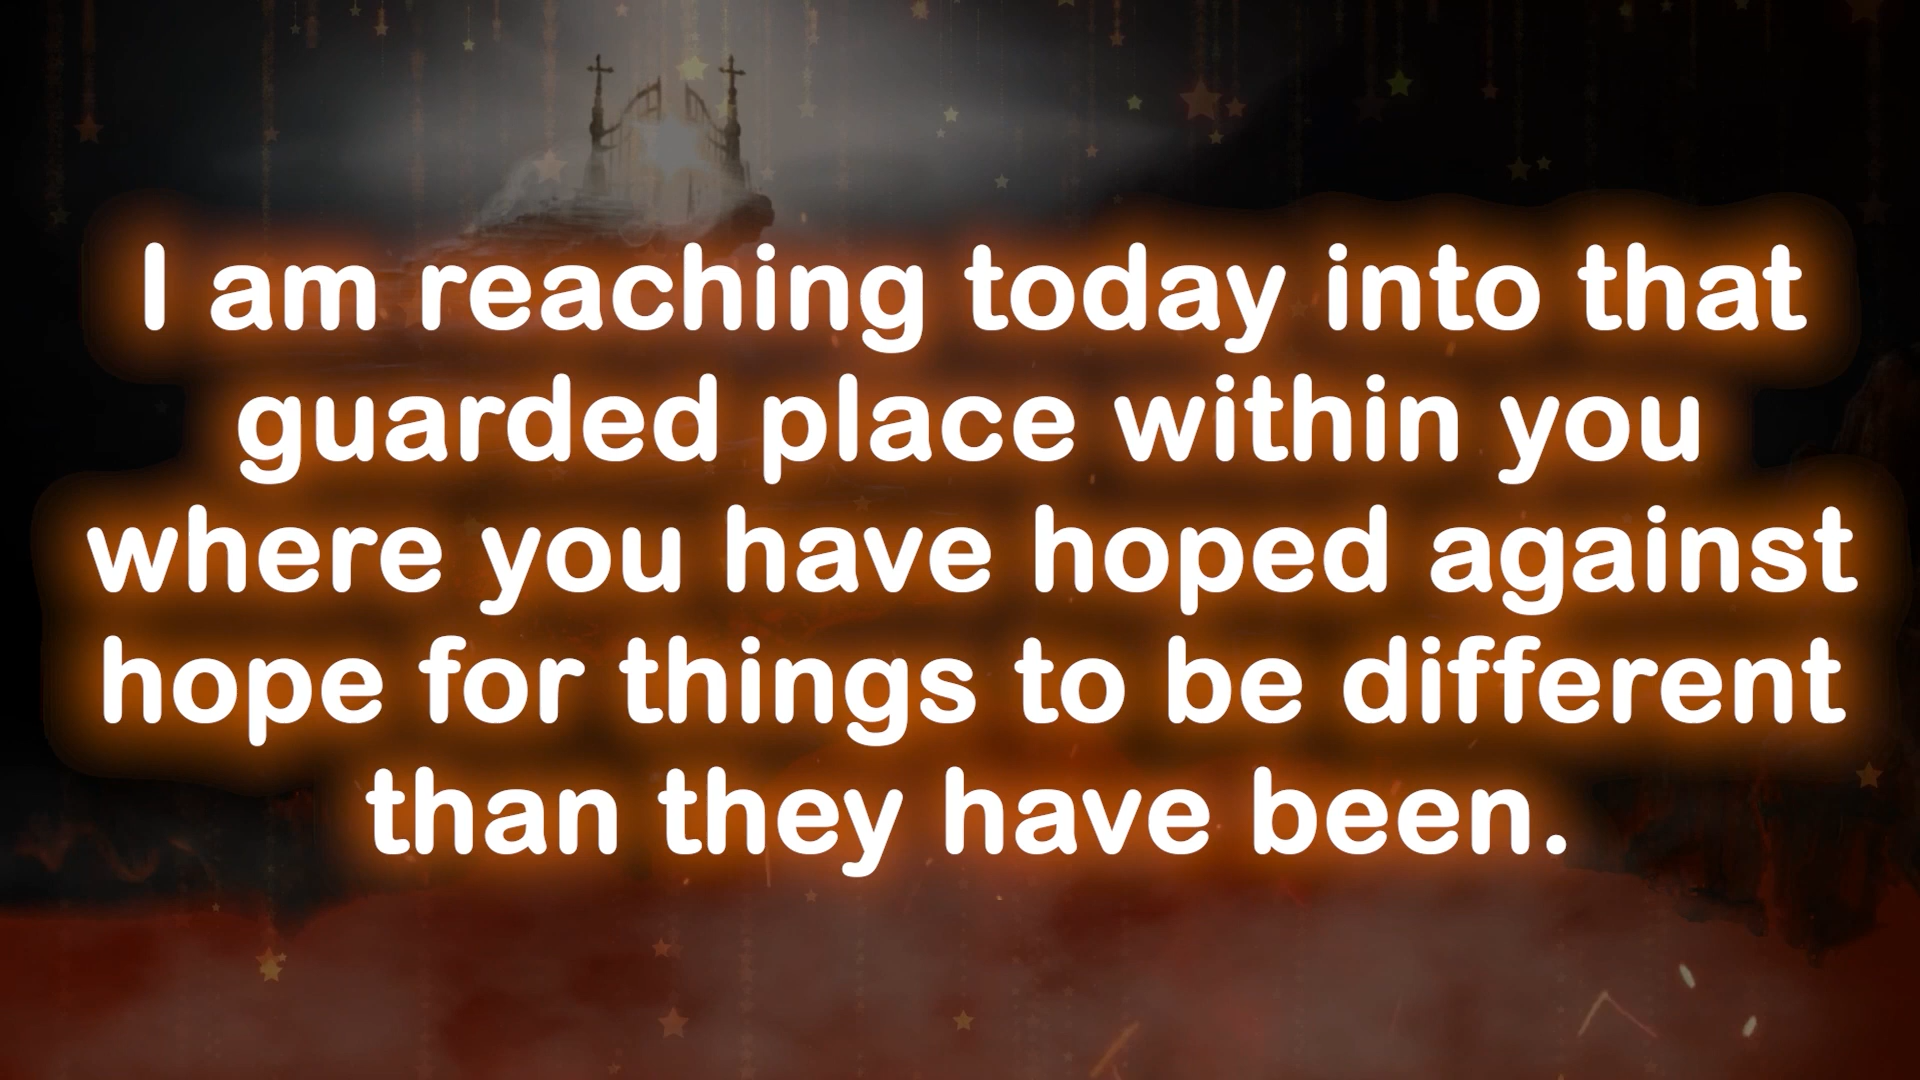 I am reaching today into that
guarded place within you
where you have hoped against
hope for things to be different
than they have been.